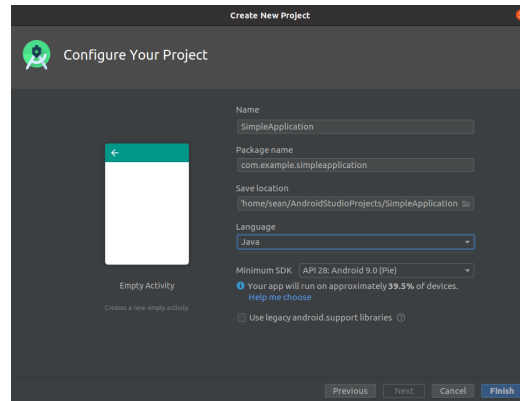 Create New Project
Configure Your Project
Name
SimpleApplication
Package name
com.example.simpleapplication
Save location
'home/sean/AndroidStudioProjects/SimpleApplication
Language
Java
Minimum SDK API 28: Android 9.0 (Pie)
Your app will run on approximately 39.5% of devices.
Help me choose
Use legacy android.support libraries
Empty Activity
Creates a new empty activity.
Previous Next Cancel Finish